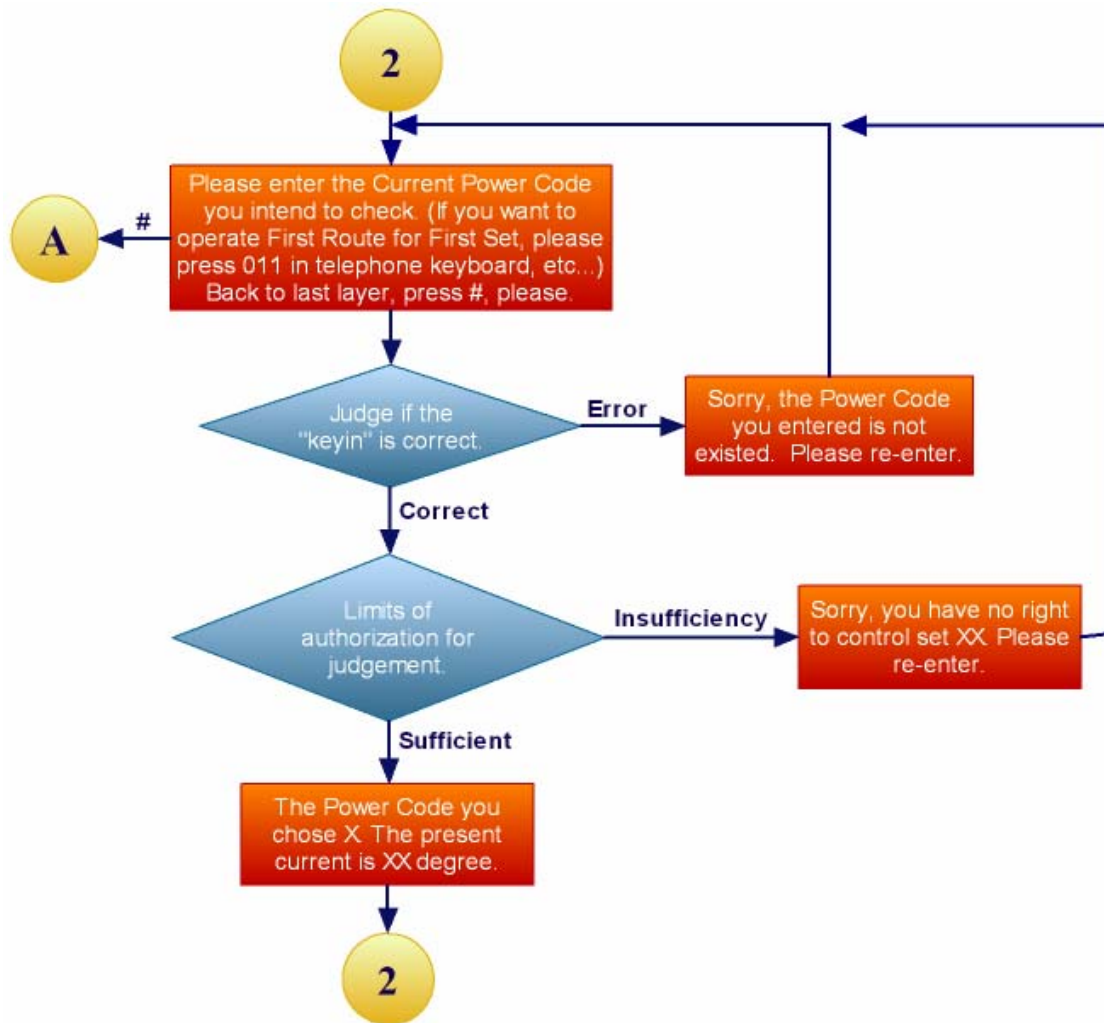 2
Please enter the Current Power Code
you intend to check. (If you want to
operate First Route for First Set, please
press 011 in telephone keyboard, etc...)
Back to last layer, press #, please.
#
A
Judge if the
"keyin" is correct.
Error
Sorry, the Power Code
you entered is not
existed. Please re-enter.
Correct
Limits of
authorization for
judgement.
Insufficiency
Sorry, you have no right
to control set XX. Please
re-enter.
Sufficient
The Power Code you
chose X. The present
current is XX degree.
2